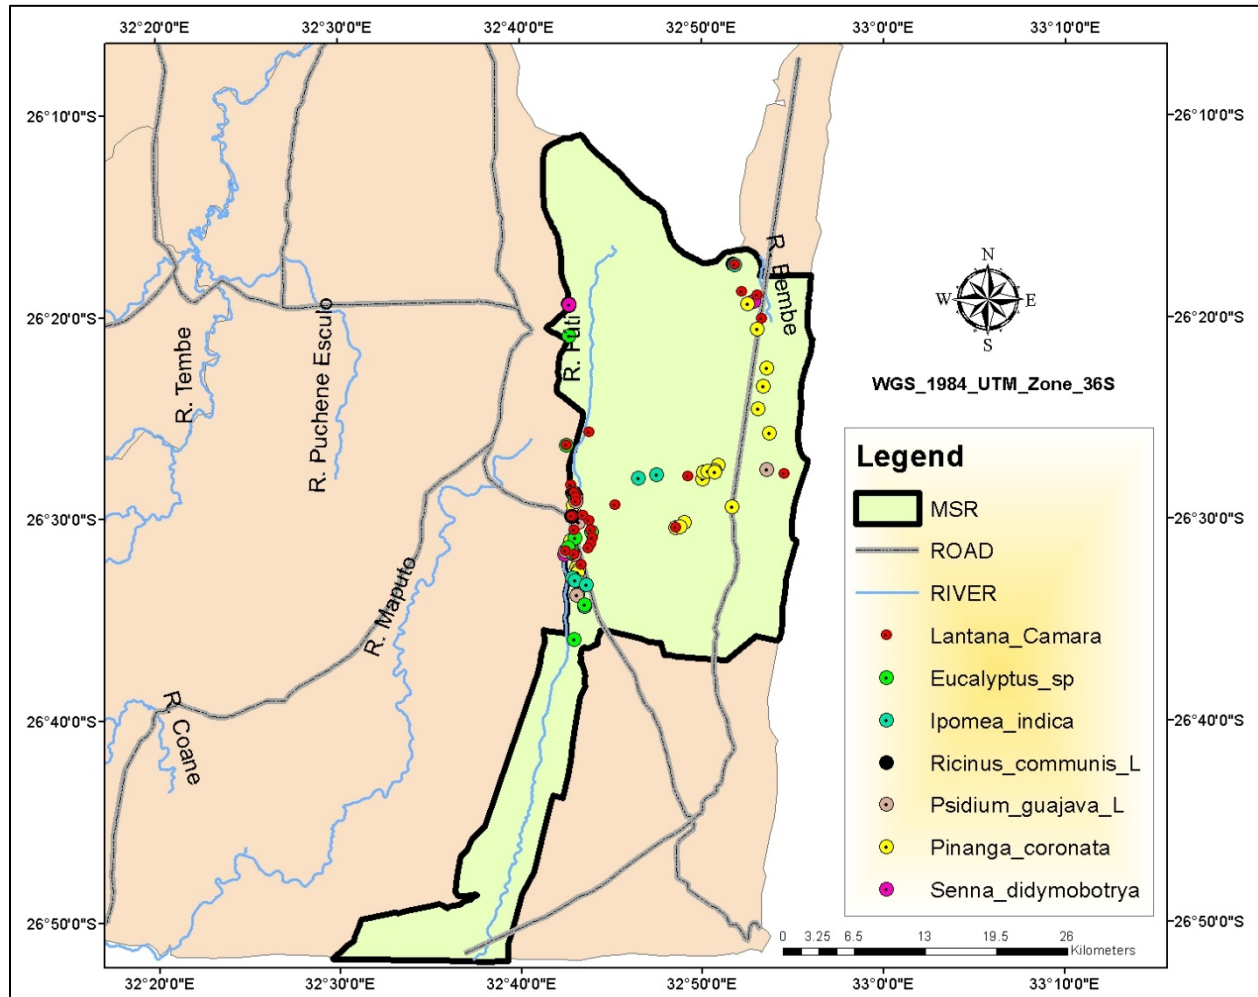 32°20'0"E 32°30'0"E 32°40'0"E 32°50'0"E 33°0'0"E 33°10'0"E
26°10'0"S
26°10'0"S
N
W E
S
R. Bembe
26°20'0"S
26°20'0"S
R. Tembe
R. Puchene Esculo
R. Futi
WGS_1984_UTM_Zone_36S
Legend
MSR
ROAD
RIVER
Lantana_Camara
Eucalyptus_sp
Ipomea_indica
Ricinus_communis_L
Psidium_guajava_L
Pinanga_coronata
Senna_didymobotrya
26°30'0"S
26°30'0"S
R. Maputo
R. Coane
26°40'0"S
26°40'0"S
26°50'0"S
26°50'0"S
0 3.25 6.5 13 19.5 26
Kilometers
32°20'0"E 32°30'0"E 32°40'0"E 32°50'0"E 33°0'0"E 33°10'0"E